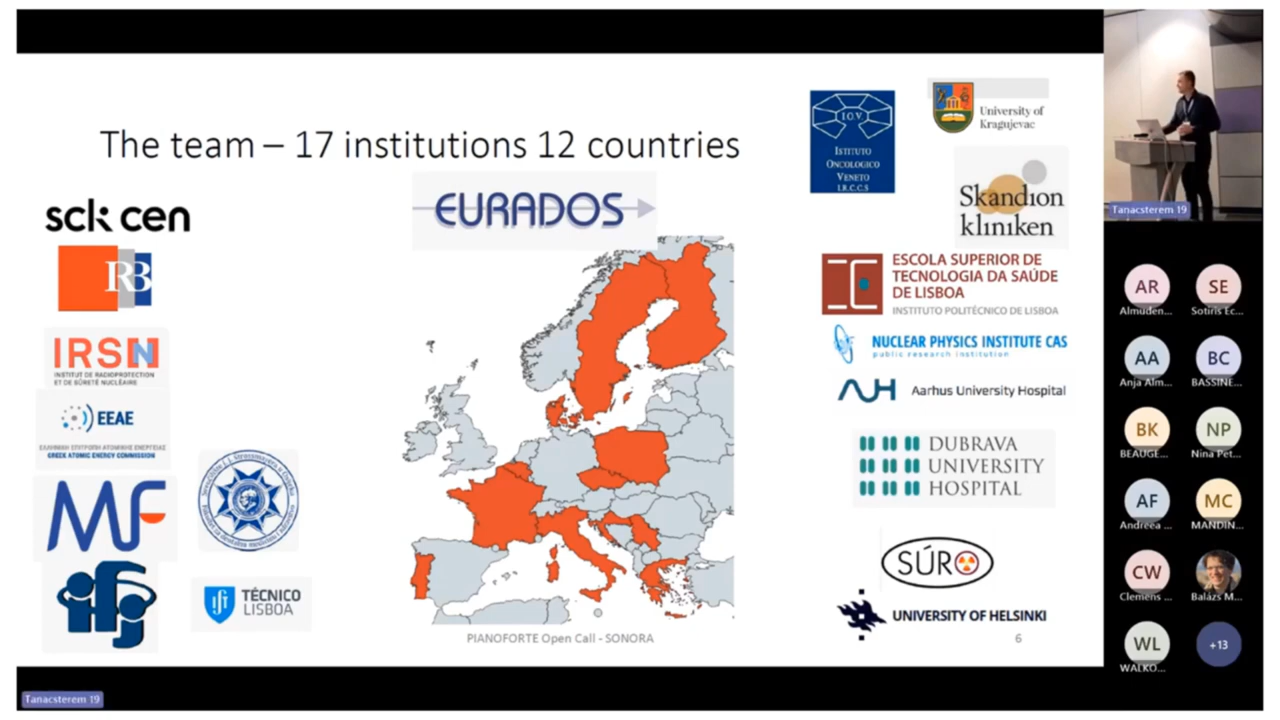 The team – 17 institutions 12 countries
sck cen
EURADOS
I.O.V.
ISTITUTO
ONCOLOGICO
VENETO
I.R.C.C.S
University of
Kragujevac
Skandion
kliniken
RB
IRSN
INSTITUT DE RADIOPROTECTION
ET DE SÛRETÉ NUCLÉAIRE
EEAE
ΕΛΛΗΝΙΚΗ ΕΠΙΤΡΟΠΗ ΑΤΟΜΙΚΗΣ ΕΝΕΡΓΕΙΑΣ
GREEK ATOMIC ENERGY COMMISSION
MF
ifj
TÉCNICO
LISBOA
ESCOLA SUPERIOR DE
TECNOLOGIA DA SAÚDE
DE LISBOA
INSTITUTO POLITÉCNICO DE LISBOA
NUCLEAR PHYSICS INSTITUTE CAS
public research institution
AUH Aarhus University Hospital
DUBRAVA
UNIVERSITY
HOSPITAL
SÚRO
UNIVERSITY OF HELSINKI
PIANOFORTE Open Call - SONORA
6
Tanacsterem 19
AR
SE
Almuden...
Sotiris Ec...
AA
BC
Anja Alm...
BASSINE...
BK
NP
BEAUGE...
Nina Pet...
AF
MC
Andreea ...
MANDIN...
CW
Clemens ...
Balázs M...
WL
+13
WALKO...
Tanacsterem 19